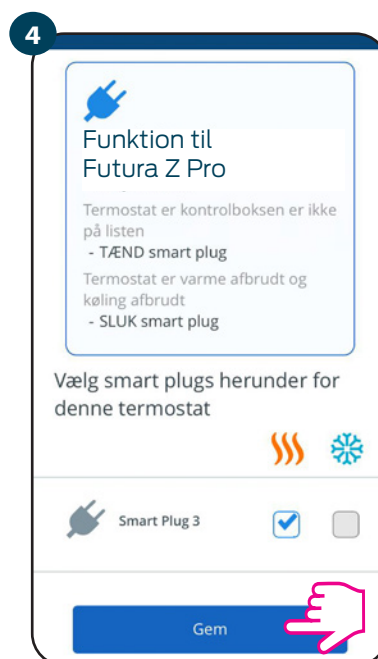 4
Funktion til
Futura Z Pro
Termostat er kontrolboksen er ikke
på listen
- TÆND smart plug
Termostat er varme afbrudt og
køling afbrudt
- SLUK smart plug
Vælg smart plugs herunder for
denne termostat
Smart Plug 3
Gem